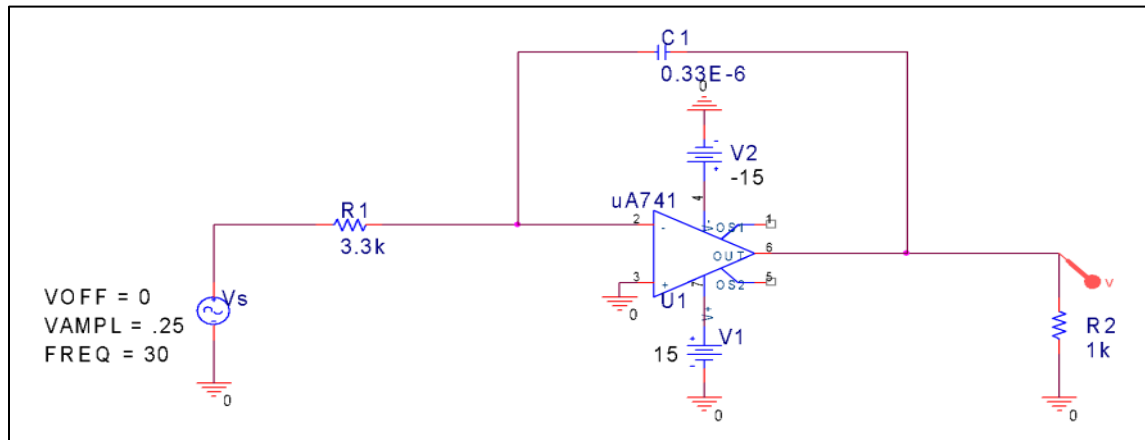 C1
0.33E-6
0
V2
-15
uA741
4
R1
3.3k
2
-
V-
OS1
1
OUT
6
3
+
7
OS2
5
U1
0
V+
V
VOFF = 0
VAMPL = .25
FREQ = 30
Vs
15
V1
R2
1k
0
0
0